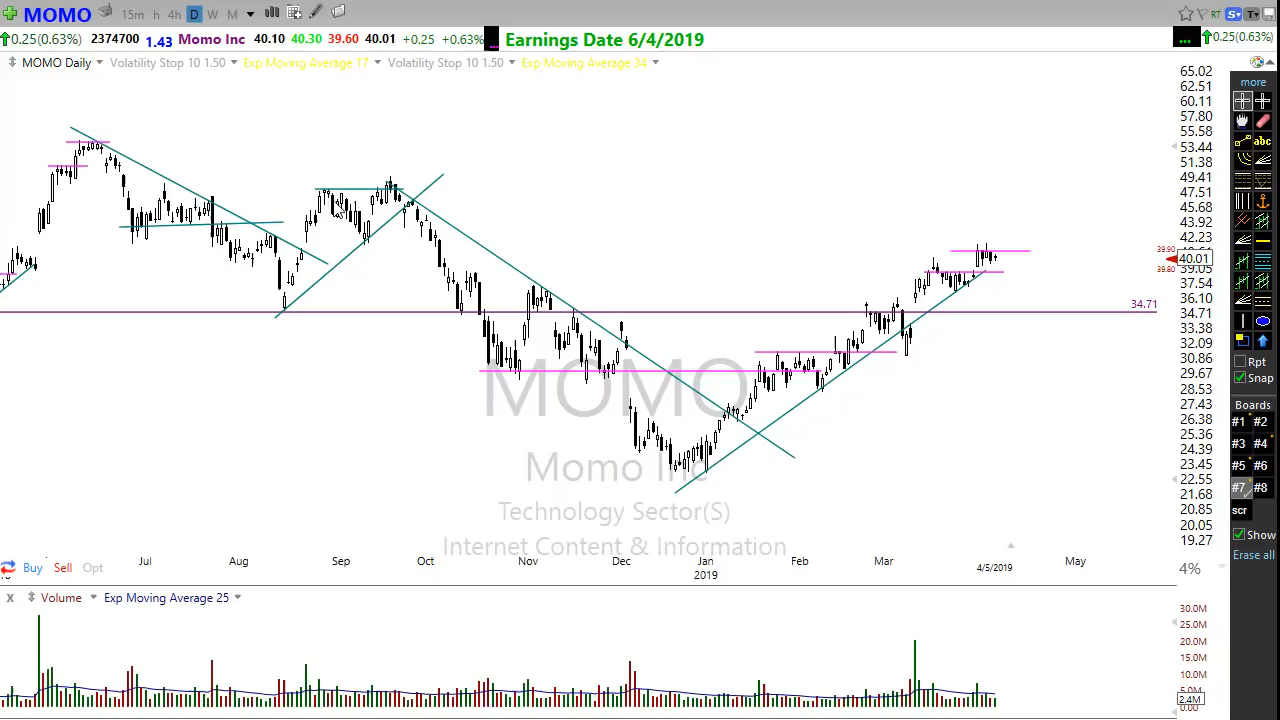 MOMO 15m h 4h D W M RT S T
0.25(0.63%) 2374700 1.43 Momo Inc 40.10 40.30 39.60 40.01 +0.25 +0.63% ... Earnings Date 6/4/2019 ... 0.25(0.63%)
MOMO Daily Volatility Stop 10 1.50 Exp Moving Average 17 Volatility Stop 10 1.50 Exp Moving Average 34
65.02
62.51
60.11
57.80
55.58
53.44
51.38
49.41
47.51
45.68
43.92
42.23
39.90
40.01
39.05
39.80
37.54
36.10
34.71
34.71
33.38
32.09
30.86
29.67
28.53
27.43
26.38
25.36
24.39
23.45
22.55
21.68
20.85
20.05
19.27
MOMO
Momo Inc
Technology Sector(S)
Internet Content & Information
more
abc
Rpt
Snap
Boards
#1 #2
#3 #4
#5 #6
#7 #8
scr
Show
Erase all
Jul Aug Sep Oct Nov Dec Jan Feb Mar 4/5/2019 May
2019
Buy Sell Opt 4%
x Volume Exp Moving Average 25
30.0M
25.0M
20.0M
15.0M
10.0M
5.0M
2.4M
0.00